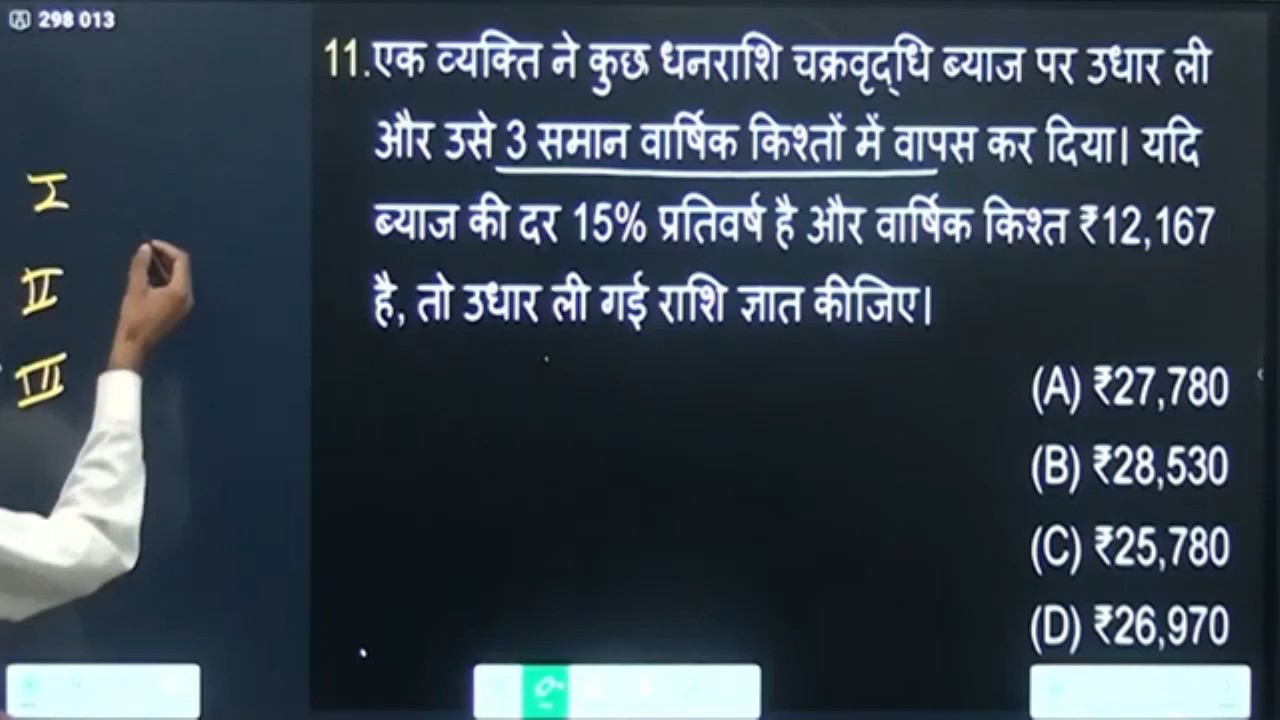 298 013
11.एक व्यक्ति ने कुछ धनराशि चक्रवृद्धि ब्याज पर उधार ली
और उसे 3 समान वार्षिक किश्तों में वापस कर दिया। यदि
ब्याज की दर 15% प्रतिवर्ष है और वार्षिक किश्त ₹12,167
है, तो उधार ली गई राशि ज्ञात कीजिए।
I
II
III
(A) ₹27,780
(B) ₹28,530
(C) ₹25,780
(D) ₹26,970